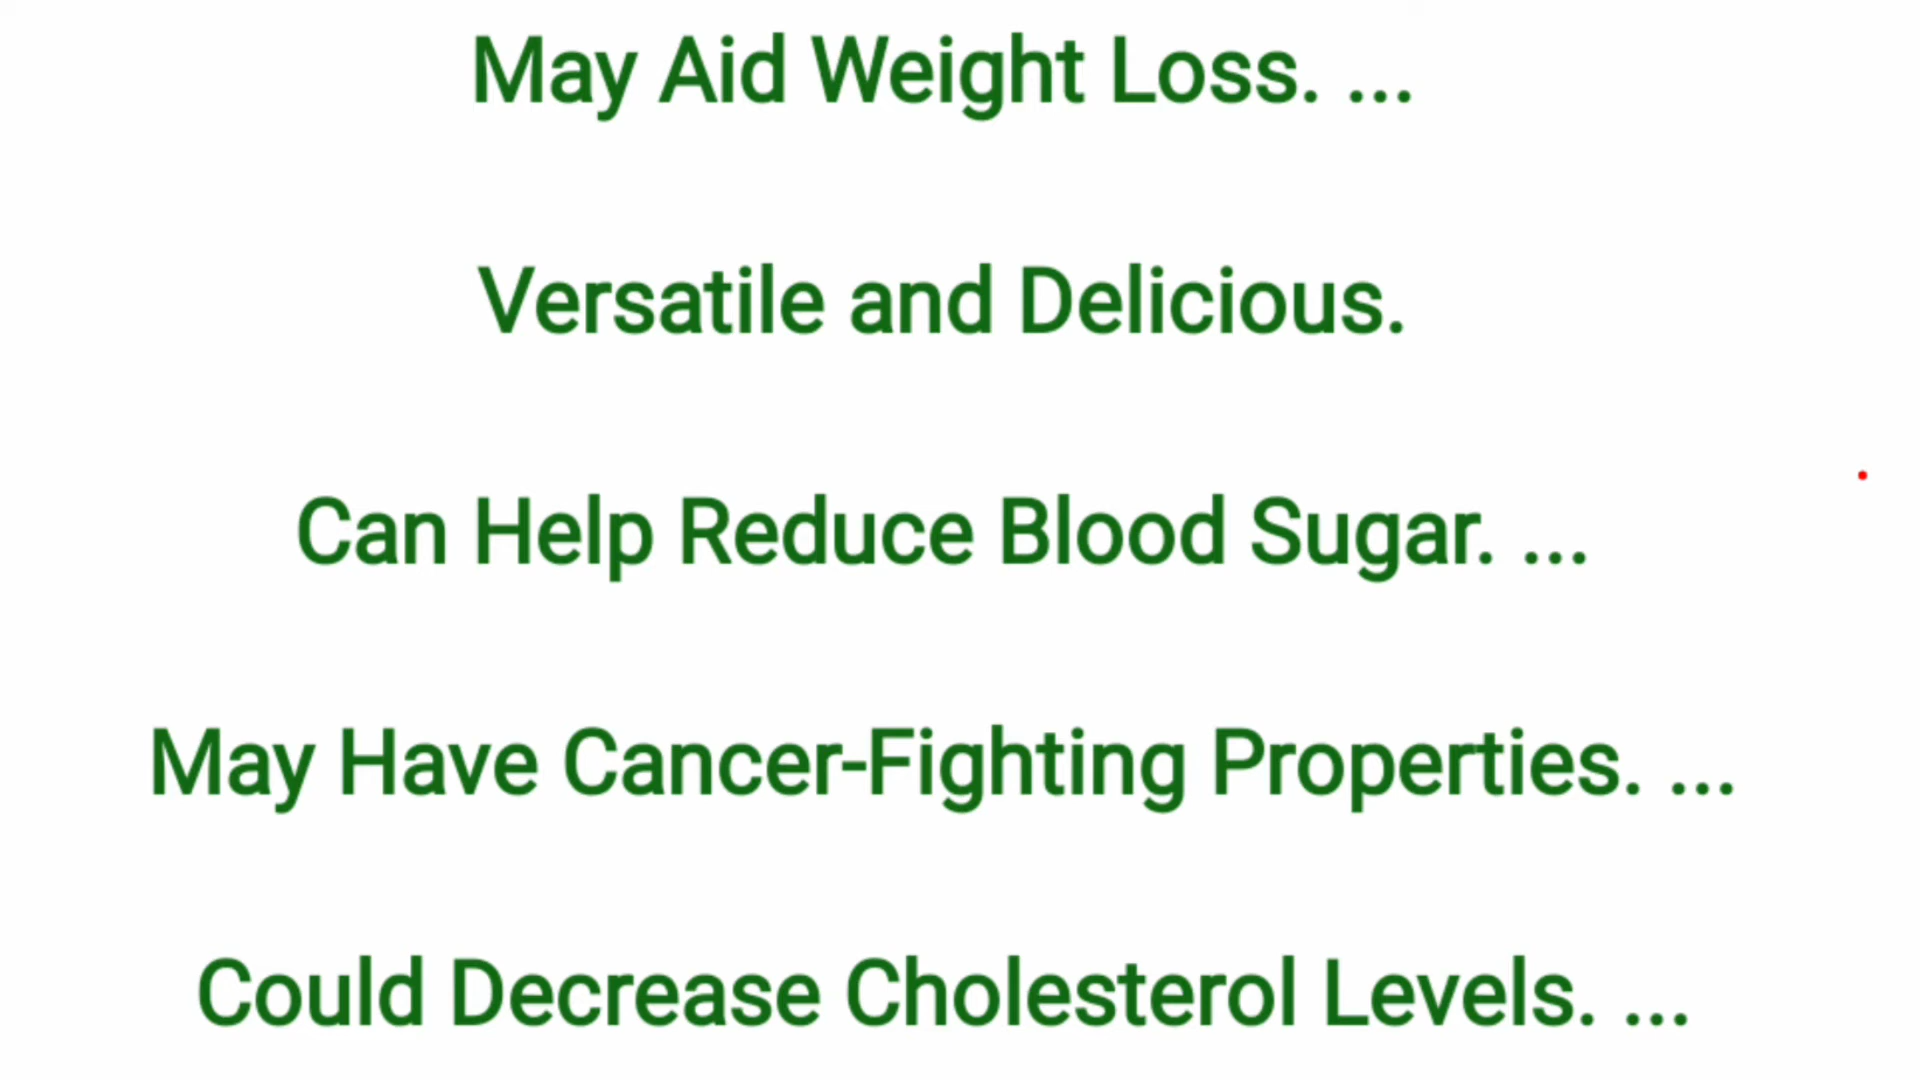 May Aid Weight Loss. ...
Versatile and Delicious.
Can Help Reduce Blood Sugar. ...
May Have Cancer-Fighting Properties. ...
Could Decrease Cholesterol Levels. ...